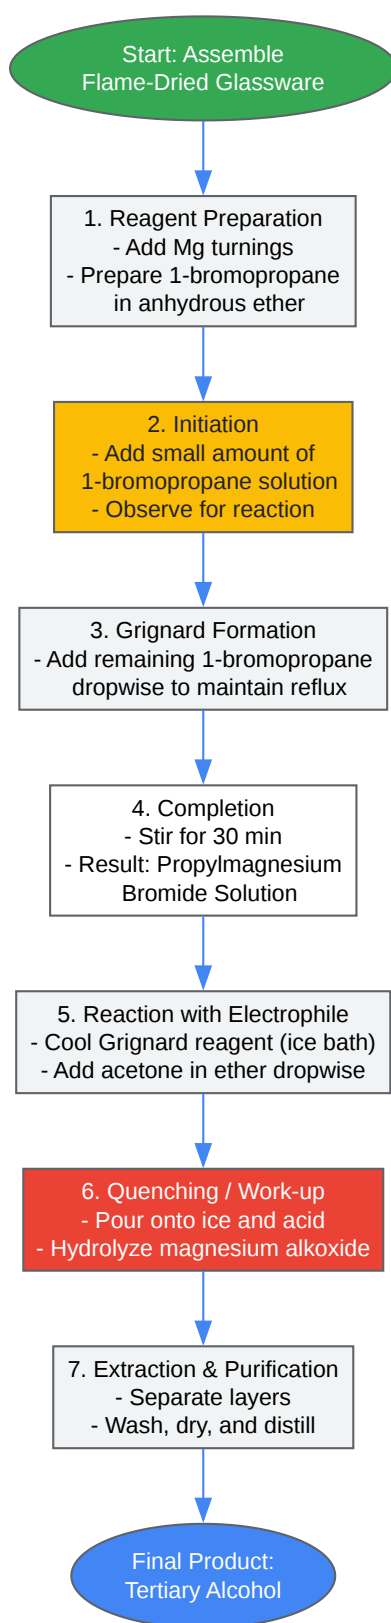 Start: Assemble
Flame-Dried Glassware
1. Reagent Preparation
- Add Mg turnings
- Prepare 1-bromopropane
in anhydrous ether
2. Initiation
- Add small amount of
1-bromopropane solution
- Observe for reaction
3. Grignard Formation
- Add remaining 1-bromopropane
dropwise to maintain reflux
4. Completion
- Stir for 30 min
- Result: Propylmagnesium
Bromide Solution
5. Reaction with Electrophile
- Cool Grignard reagent (ice bath)
- Add acetone in ether dropwise
6. Quenching / Work-up
- Pour onto ice and acid
- Hydrolyze magnesium alkoxide
7. Extraction & Purification
- Separate layers
- Wash, dry, and distill
Final Product:
Tertiary Alcohol